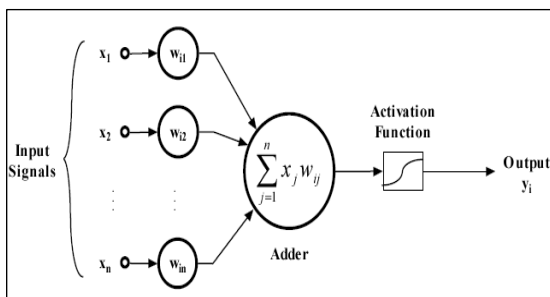 x1 wi1
x2 wi2
Input
Signals
. .
. .
. .
xn win
n
∑ xj wij
j=1
Adder
Activation
Function
Output
yi